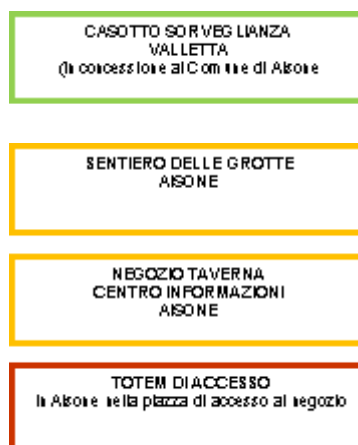 CASOTTO SORVEGLIANZA
VALLETTA
(In concessione al Comune di Aisone
SENTIERO DELLE GROTTE
AISONE
NEGOZIO TAVERNA
CENTRO INFORMAZIONI
AISONE
TOTEM DI ACCESSO
In Aisone nella piazza di accesso al negozio